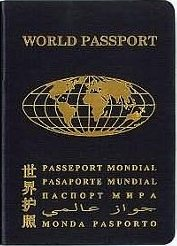 WORLD PASSPORT
世界护照
PASSEPORT MONDIAL
PASAPORTE MUNDIAL
ПАСПОРТ МИРА
جواز عالمي
MONDA PASPORTO